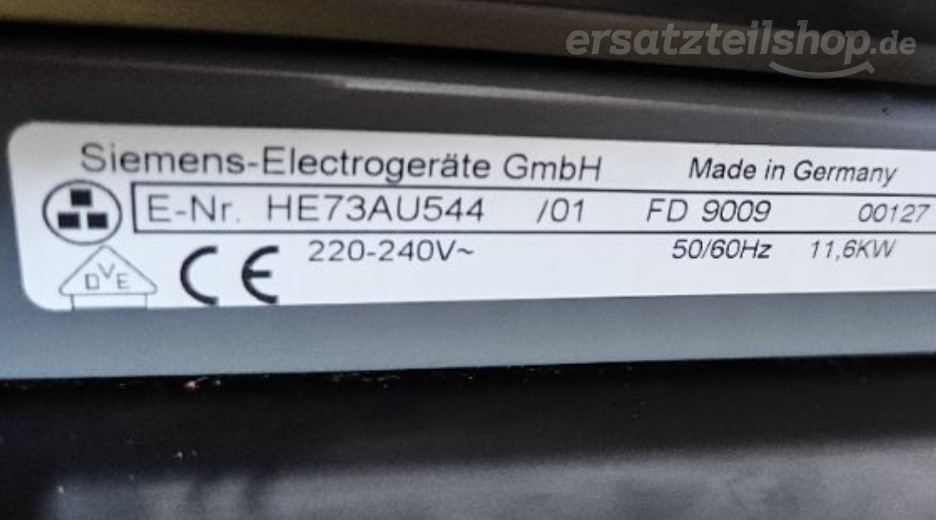 ersatzteilshop.de
Siemens-Electrogeräte GmbH Made in Germany
E-Nr. HE73AU544 /01 FD 9009 00127
220-240V~ 50/60Hz 11,6KW
DVE CE